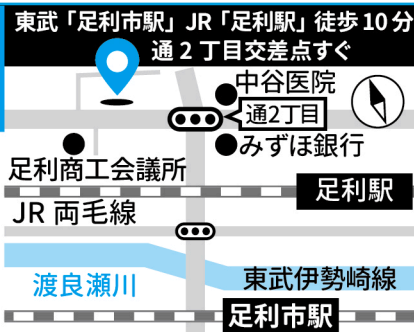 東武「足利市駅」JR「足利駅」徒歩10分
通2丁目交差点すぐ
中谷医院
通2丁目
みずほ銀行
足利商工会議所
足利駅
JR 両毛線
渡良瀬川
東武伊勢崎線
足利市駅